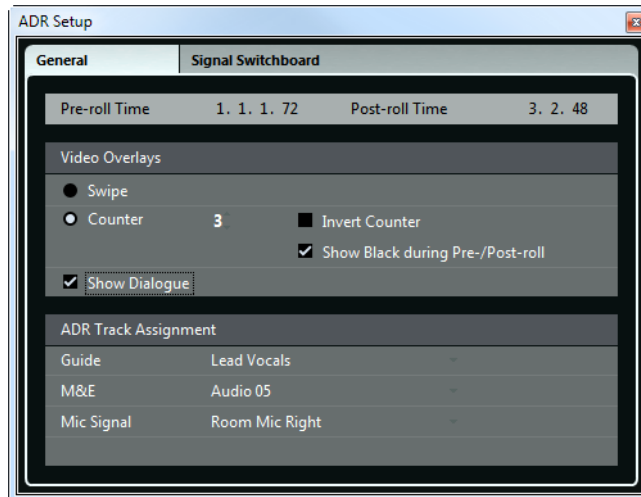 ADR Setup
General Signal Switchboard
Pre-roll Time 1. 1. 1. 72 Post-roll Time 3. 2. 48
Video Overlays
Swipe
Counter 3 Invert Counter
Show Black during Pre-/Post-roll
Show Dialogue
ADR Track Assignment
Guide Lead Vocals
M&E Audio 05
Mic Signal Room Mic Right